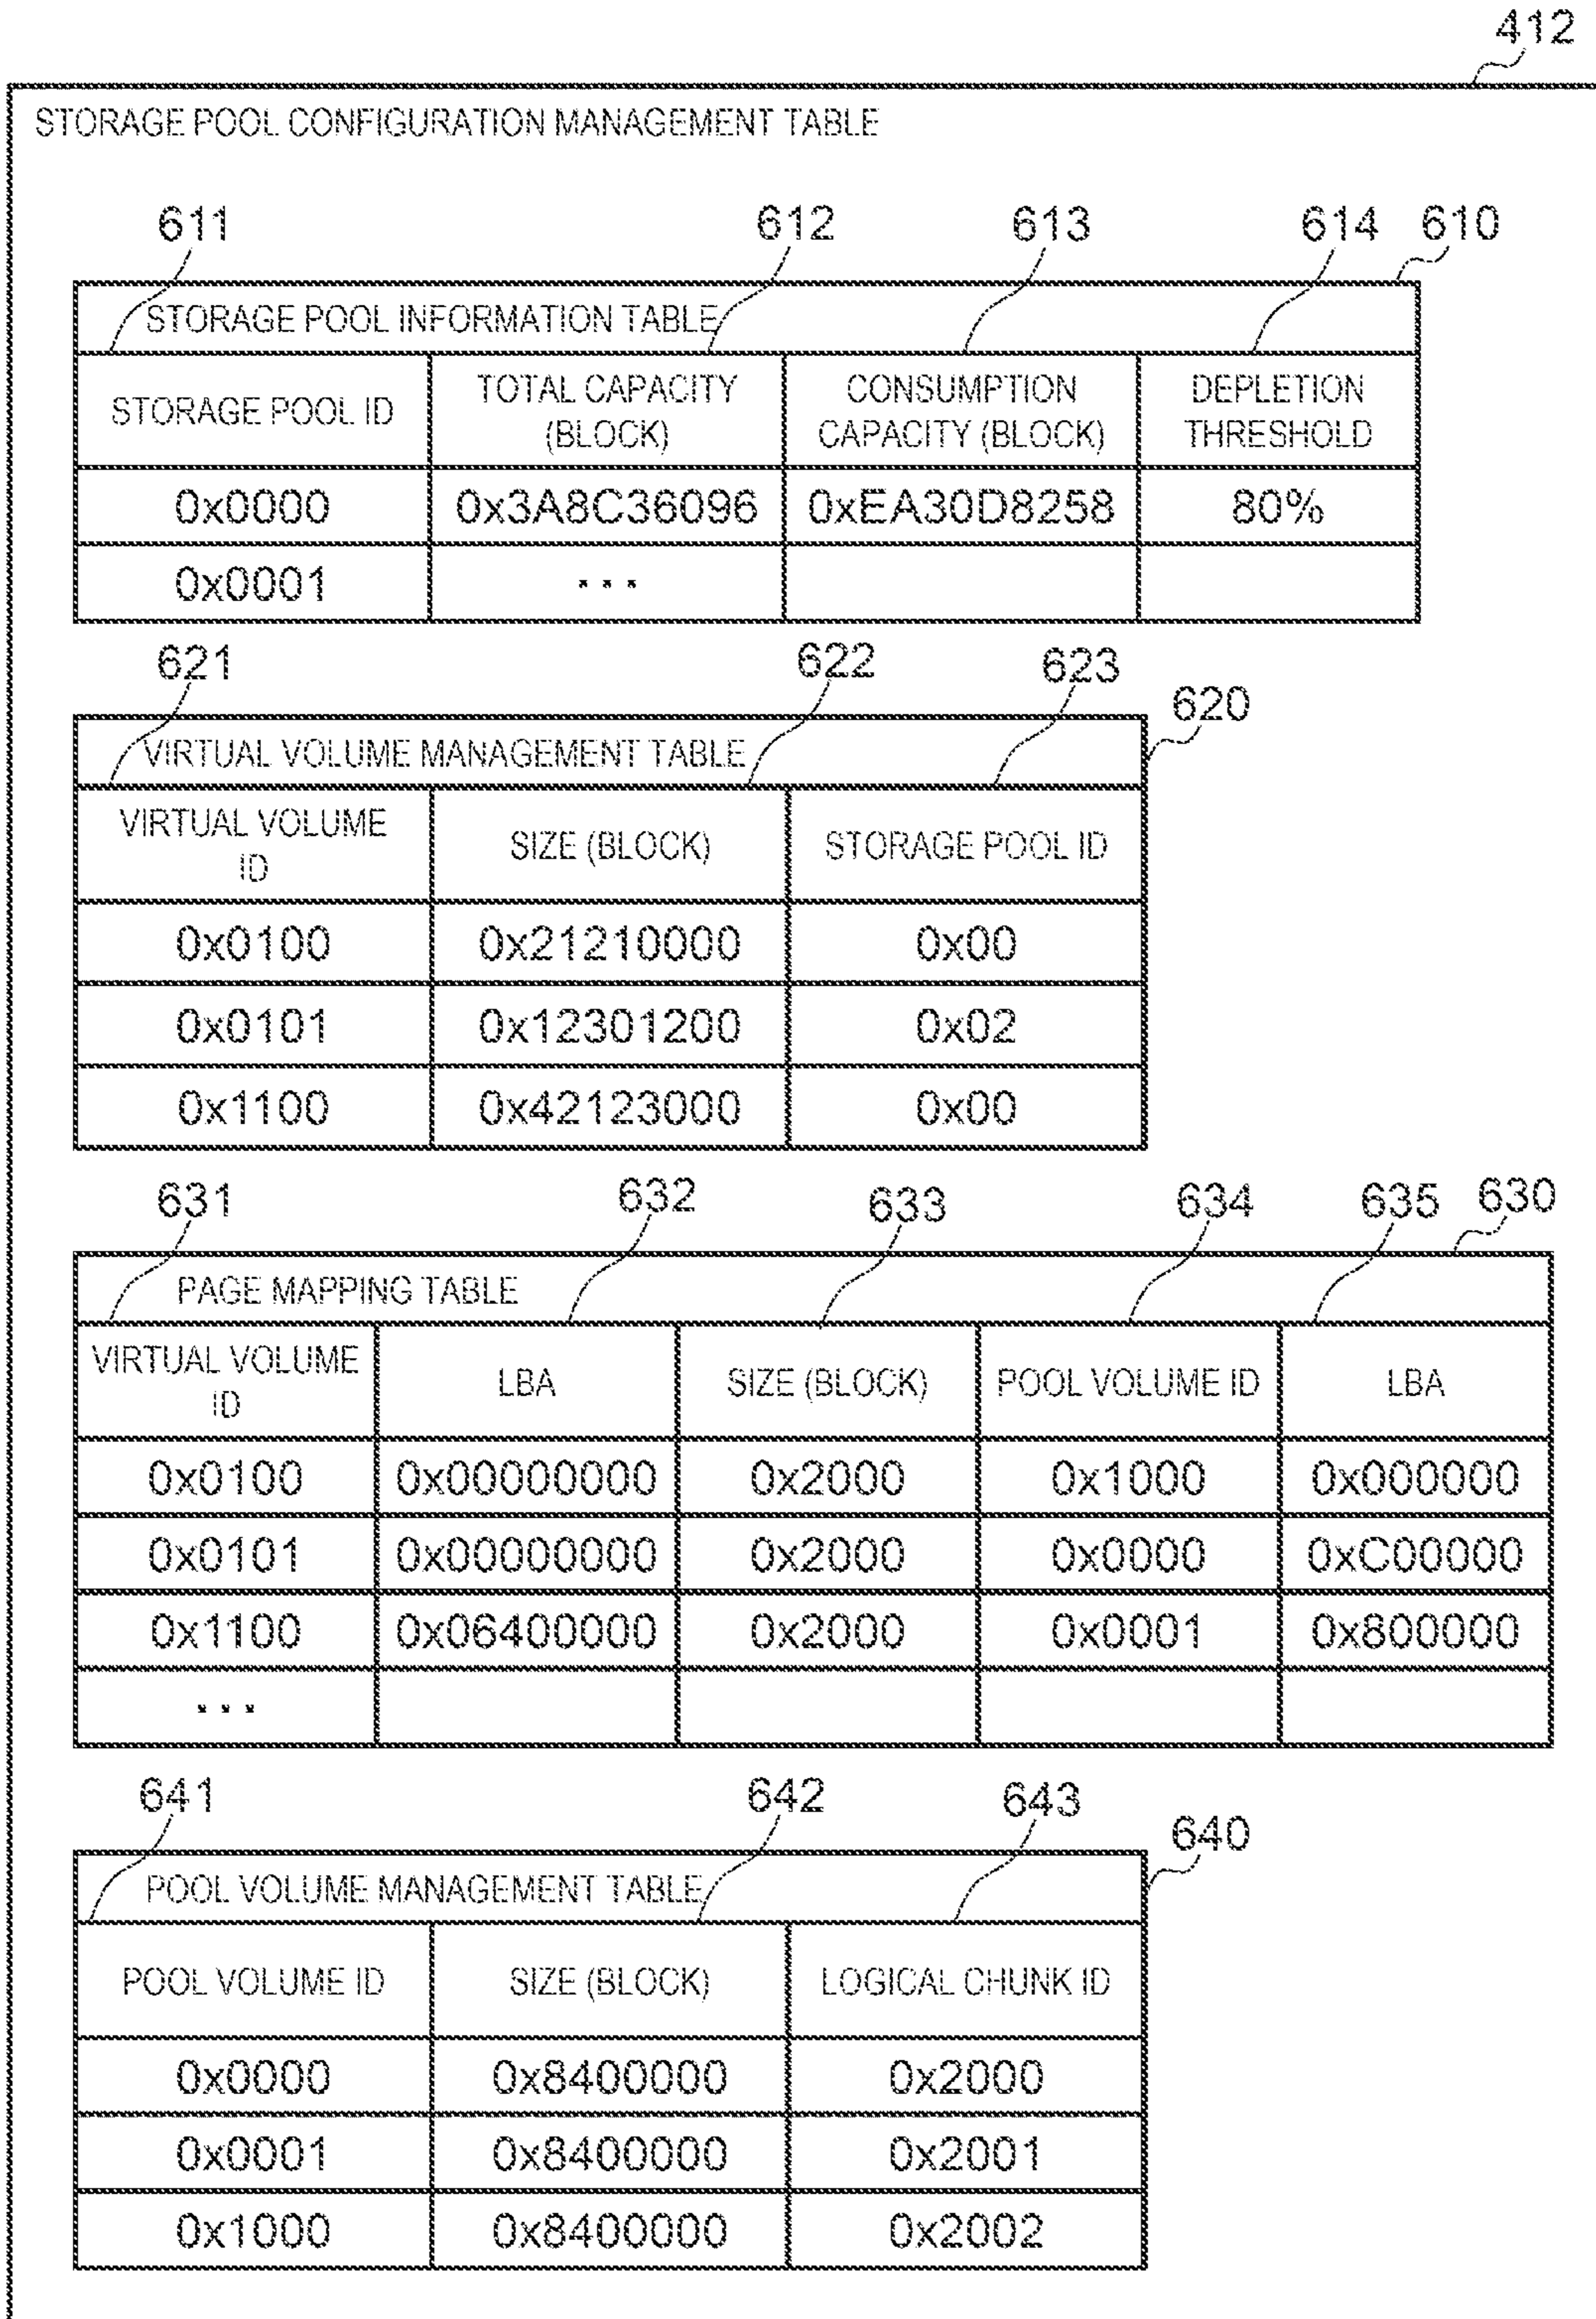 412
STORAGE POOL CONFIGURATION MANAGEMENT TABLE
611 612 613 614 610
STORAGE POOL INFORMATION TABLE
STORAGE POOL ID TOTAL CAPACITY (BLOCK) CONSUMPTION CAPACITY (BLOCK) DEPLETION THRESHOLD
0x0000 0x3A8C36096 0xEA30D8258 80%
0x0001 ...
621 622 623 620
VIRTUAL VOLUME MANAGEMENT TABLE
VIRTUAL VOLUME ID SIZE (BLOCK) STORAGE POOL ID
0x0100 0x21210000 0x00
0x0101 0x12301200 0x02
0x1100 0x42123000 0x00
631 632 633 634 635 630
PAGE MAPPING TABLE
VIRTUAL VOLUME ID LBA SIZE (BLOCK) POOL VOLUME ID LBA
0x0100 0x00000000 0x2000 0x1000 0x000000
0x0101 0x00000000 0x2000 0x0000 0xC00000
0x1100 0x06400000 0x2000 0x0001 0x800000
...
641 642 643 640
POOL VOLUME MANAGEMENT TABLE
POOL VOLUME ID SIZE (BLOCK) LOGICAL CHUNK ID
0x0000 0x8400000 0x2000
0x0001 0x8400000 0x2001
0x1000 0x8400000 0x2002